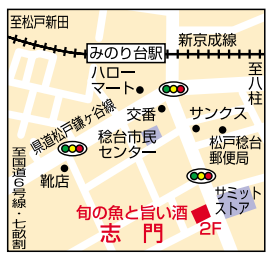 至松戸新田
みのり台駅
新京成線
至八柱
ハロー
マート
県道松戸鎌ヶ谷線
交番
サンクス
稔台市民
センター
松戸稔台
郵便局
至国道6号線・七畝割
靴店
サミット
ストア
旬の魚と旨い酒
志門
2F